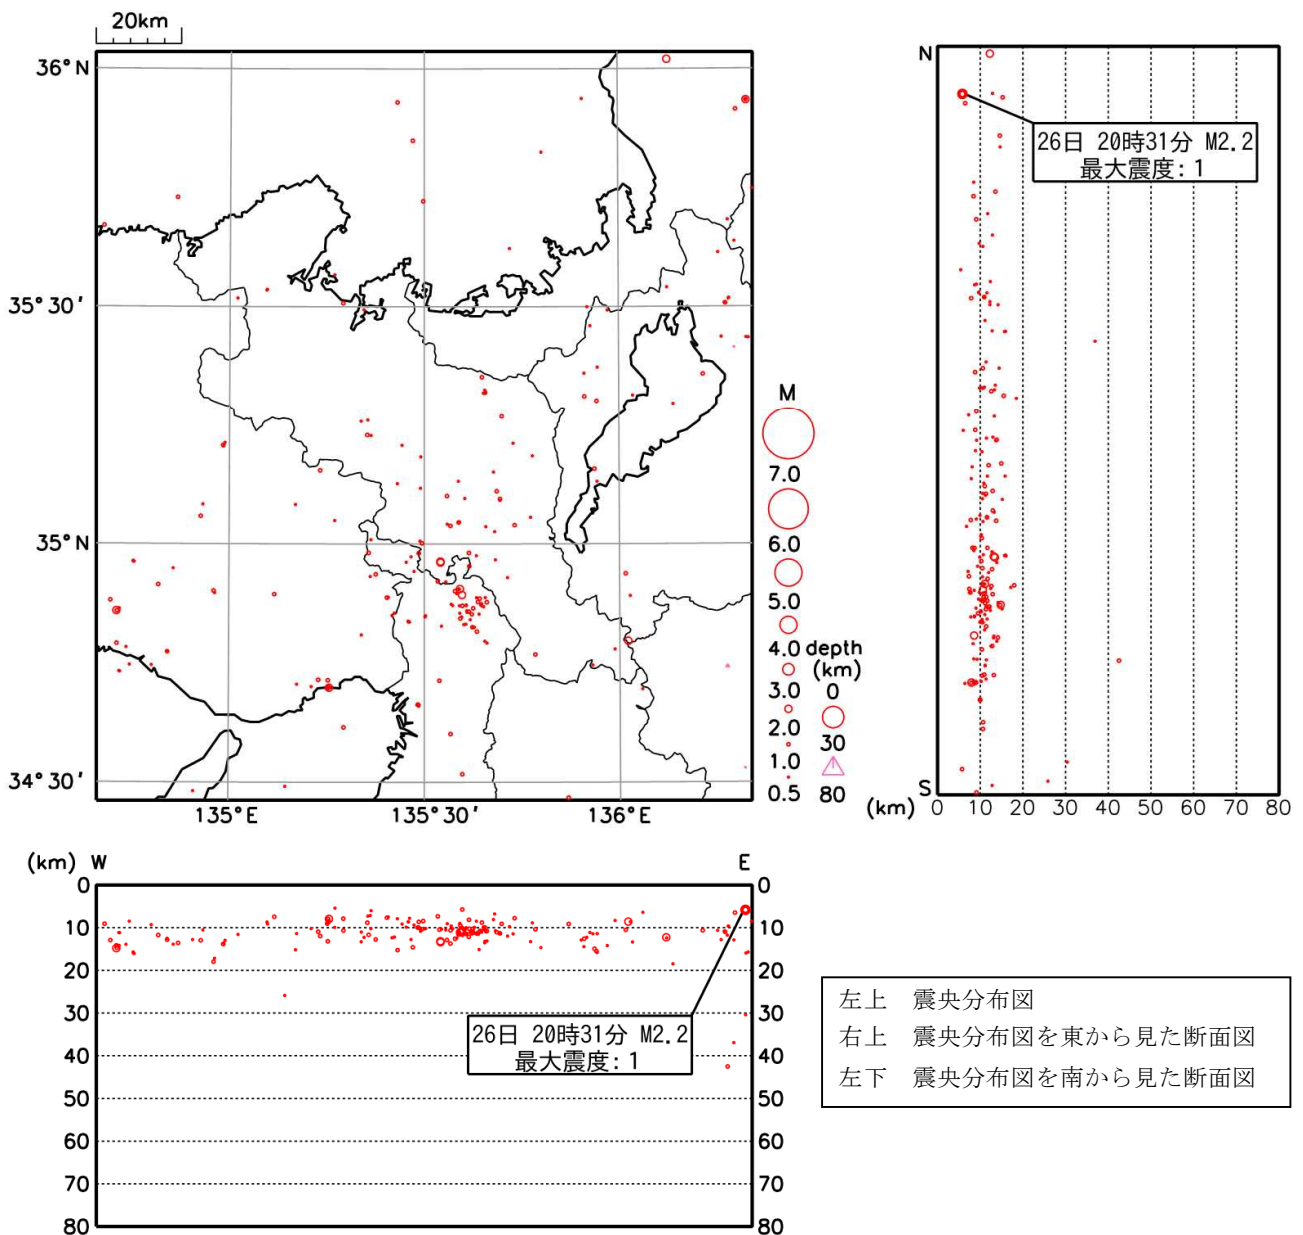 20km
36°N
35°30′
35°N
34°30′
135°E
135°30′
136°E
M
7.0
6.0
5.0
4.0
3.0
2.0
1.0
0.5
depth
(km)
0
30
80
N
S
26日 20時31分 M2.2
最大震度:1
(km)
0 10 20 30 40 50 60 70 80
(km) W
E
0
10
20
30
40
50
60
70
80
0
10
20
30
40
50
60
70
80
26日 20時31分 M2.2
最大震度:1
左上 震央分布図
右上 震央分布図を東から見た断面図
左下 震央分布図を南から見た断面図